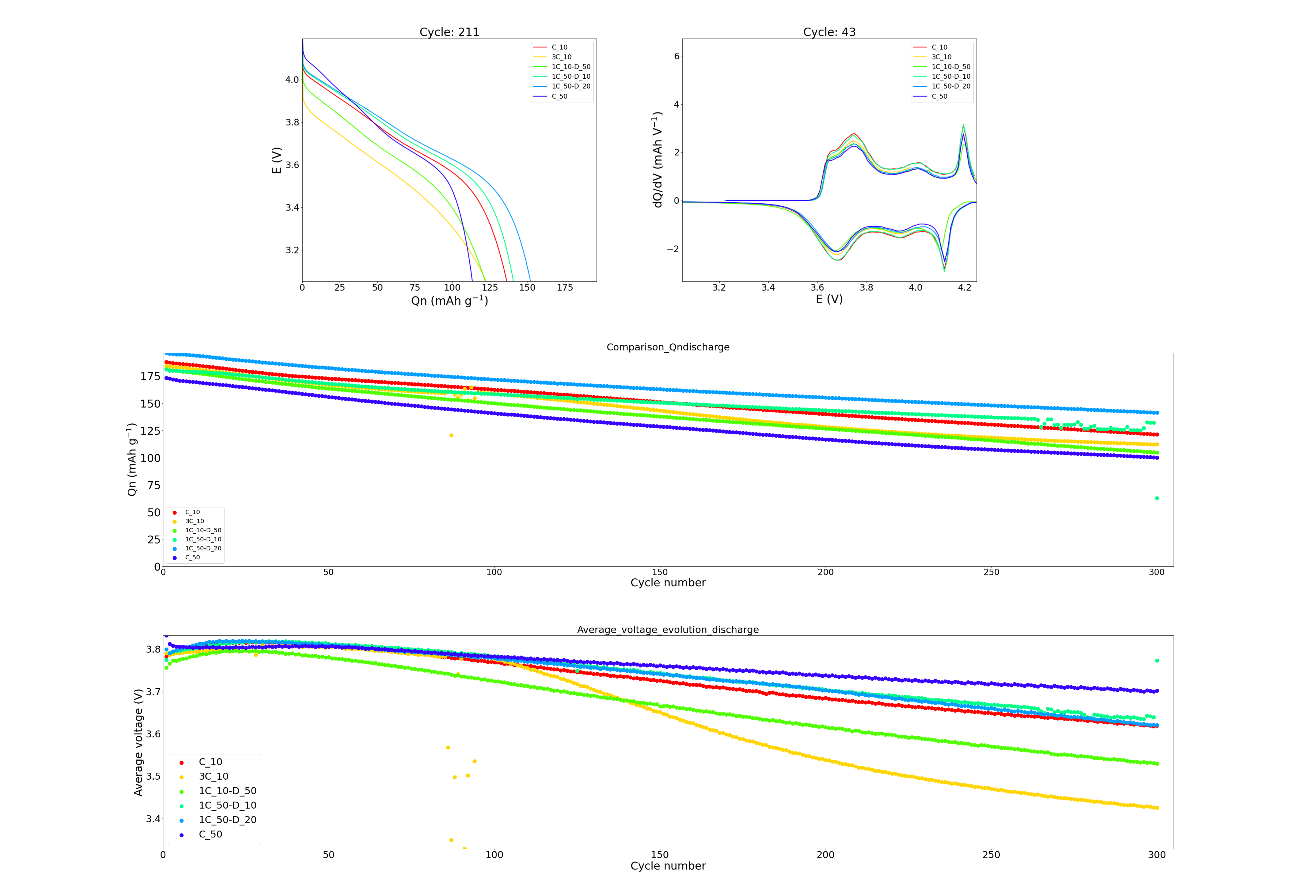 Cycle: 211
E (V)
4.0
3.8
3.6
3.4
3.2
0 25 50 75 100 125 150 175
Qn (mAh g⁻¹)
C_10
3C_10
1C_10-D_50
1C_50-D_10
1C_50-D_20
C_50
Cycle: 43
dQ/dV (mAh V⁻¹)
6
4
2
0
−2
3.2 3.4 3.6 3.8 4.0 4.2
E (V)
C_10
3C_10
1C_10-D_50
1C_50-D_10
1C_50-D_20
C_50
Comparison_Qndischarge
Qn (mAh g⁻¹)
175
150
125
100
75
50
25
0
C_10
3C_10
1C_10-D_50
1C_50-D_10
1C_50-D_20
C_50
0 50 100 150 200 250 300
Cycle number
Average_voltage_evolution_discharge
Average voltage (V)
3.8
3.7
3.6
3.5
3.4
C_10
3C_10
1C_10-D_50
1C_50-D_10
1C_50-D_20
C_50
0 50 100 150 200 250 300
Cycle number